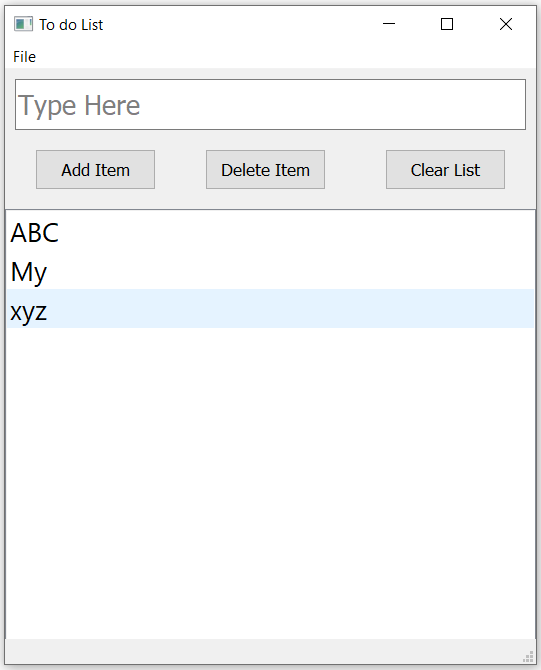 To do List
File
Type Here
Add Item Delete Item Clear List
ABC
My
xyz